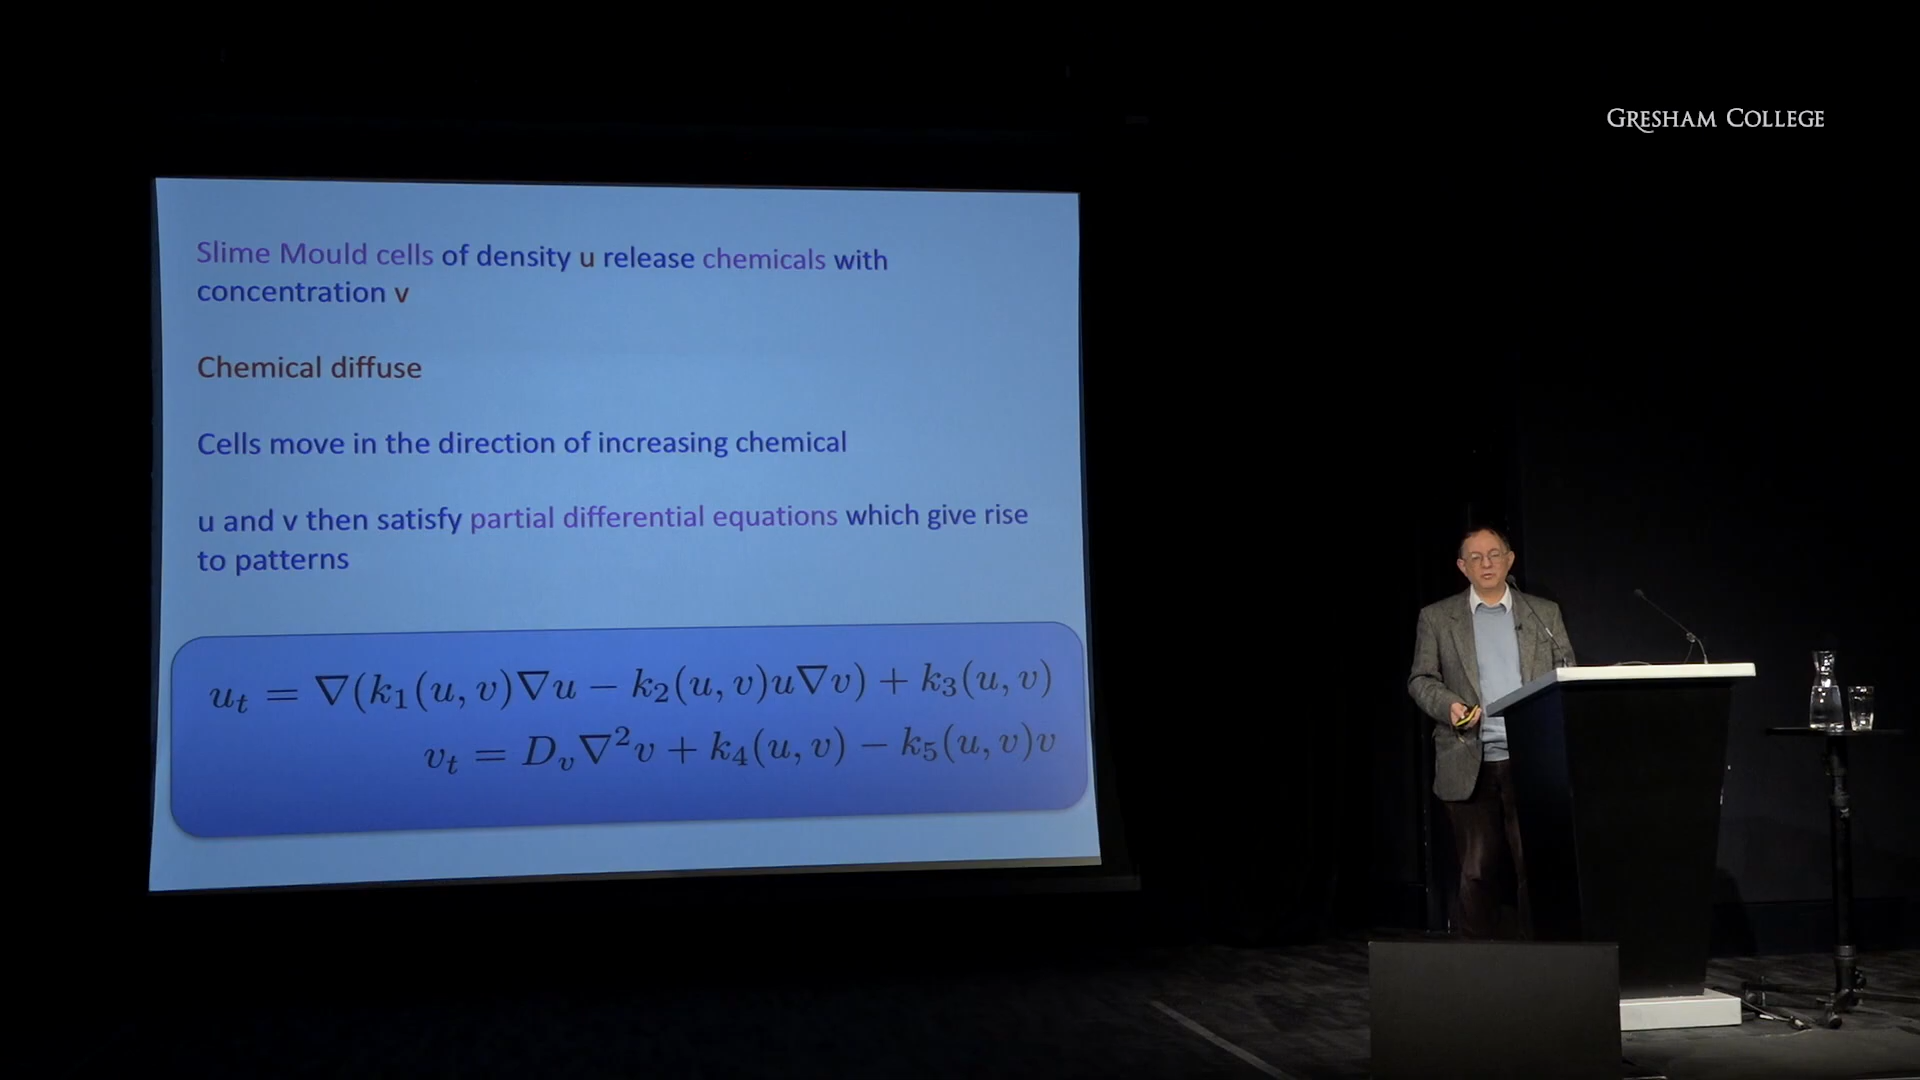 GRESHAM COLLEGE
Slime Mould cells of density u release chemicals with
concentration v
Chemical diffuse
Cells move in the direction of increasing chemical
u and v then satisfy partial differential equations which give rise
to patterns
u_t = ∇(k_1(u, v)∇u − k_2(u, v)u∇v) + k_3(u, v)
v_t = D_v∇²v + k_4(u, v) − k_5(u, v)v